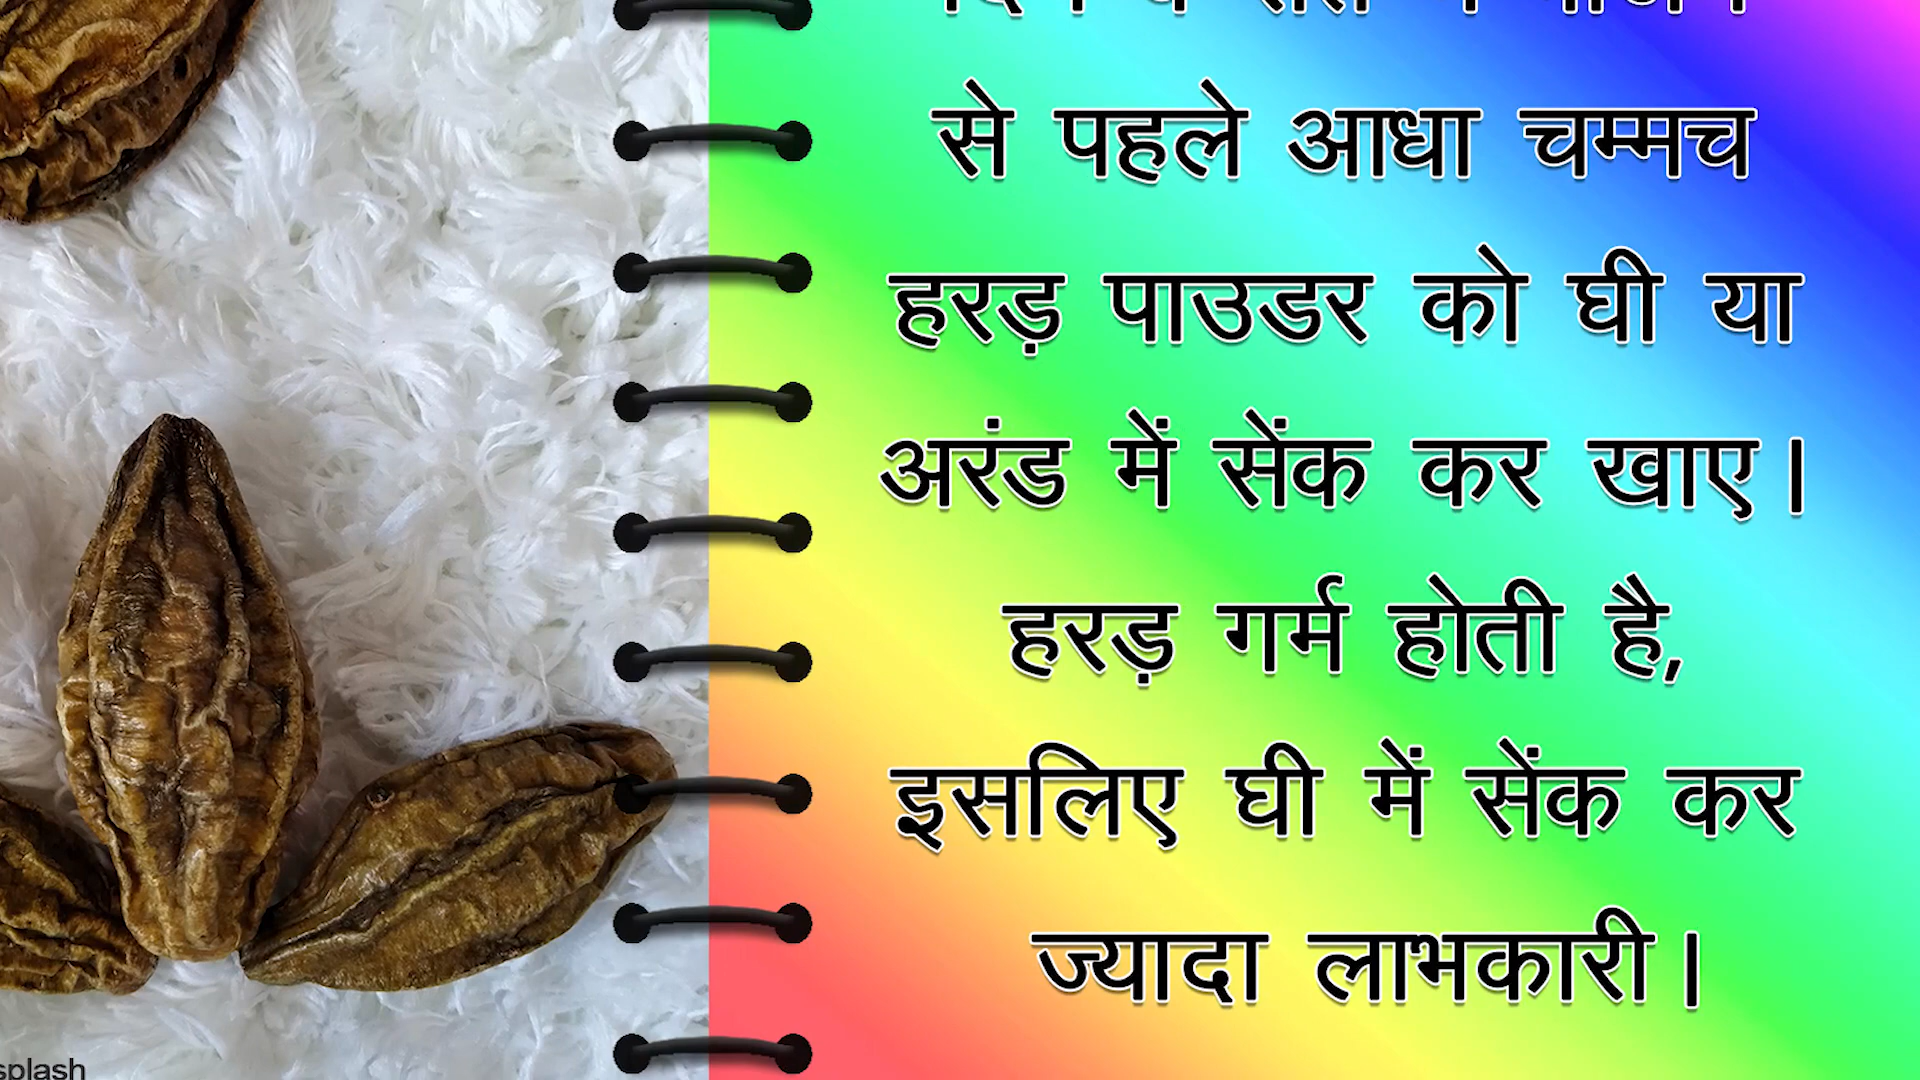 से पहले आधा चम्मच
हरड़ पाउडर को घी या
अरंड में सेंक कर खाए।
हरड़ गर्म होती है,
इसलिए घी में सेंक कर
ज्यादा लाभकारी।
splash